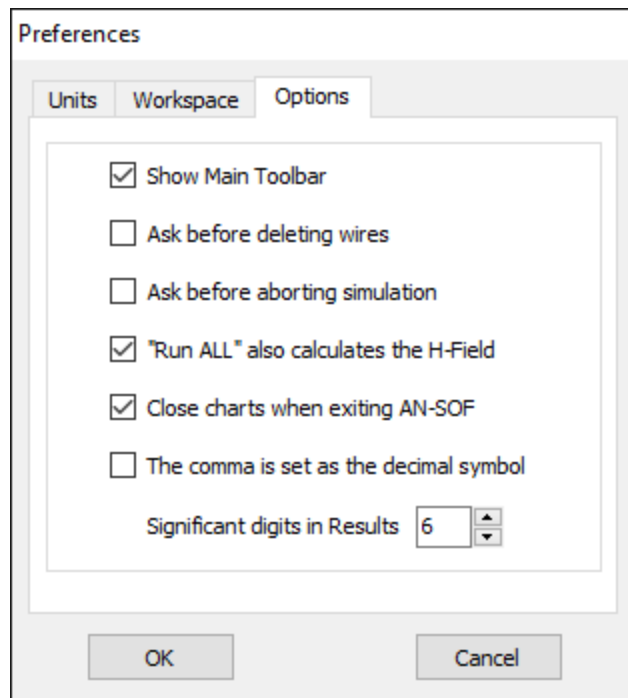 Preferences
Units Workspace Options
Show Main Toolbar
Ask before deleting wires
Ask before aborting simulation
"Run ALL" also calculates the H-Field
Close charts when exiting AN-SOF
The comma is set as the decimal symbol
Significant digits in Results 6
OK Cancel